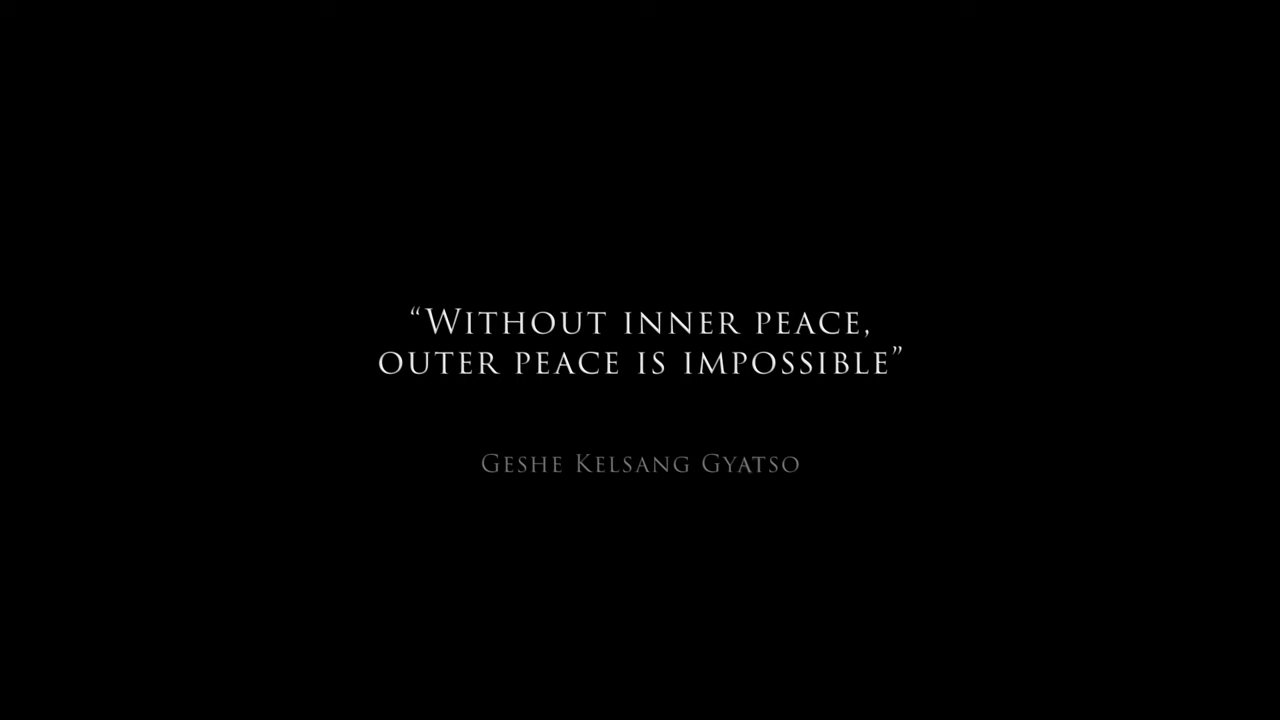 “Without inner peace,
outer peace is impossible”
Geshe Kelsang Gyatso